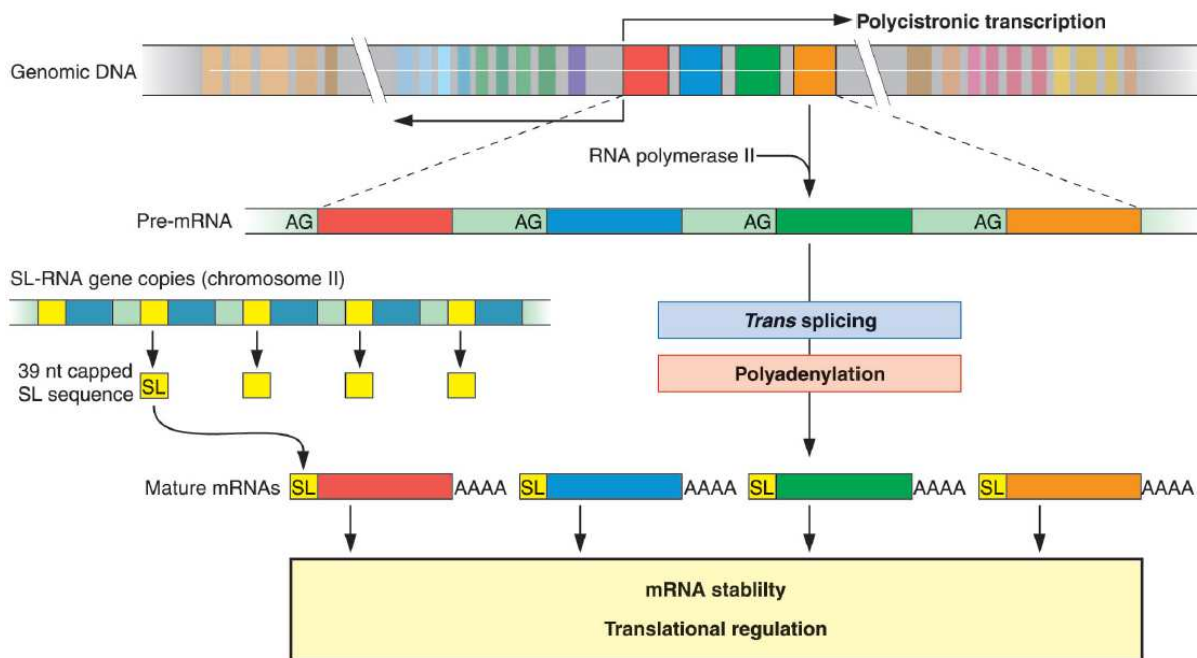 Polycistronic transcription
Genomic DNA
RNA polymerase II
Pre-mRNA
AG
AG
AG
AG
SL-RNA gene copies (chromosome II)
Trans splicing
39 nt capped
SL sequence
SL
Polyadenylation
Mature mRNAs
SL
AAAA
SL
AAAA
SL
AAAA
SL
AAAA
mRNA stablilty
Translational regulation